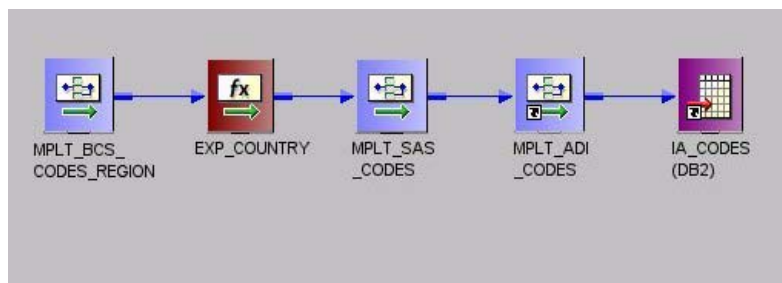 fx
MPLT_BCS_
CODES_REGION
EXP_COUNTRY
MPLT_SAS
_CODES
MPLT_ADI
_CODES
IA_CODES
(DB2)